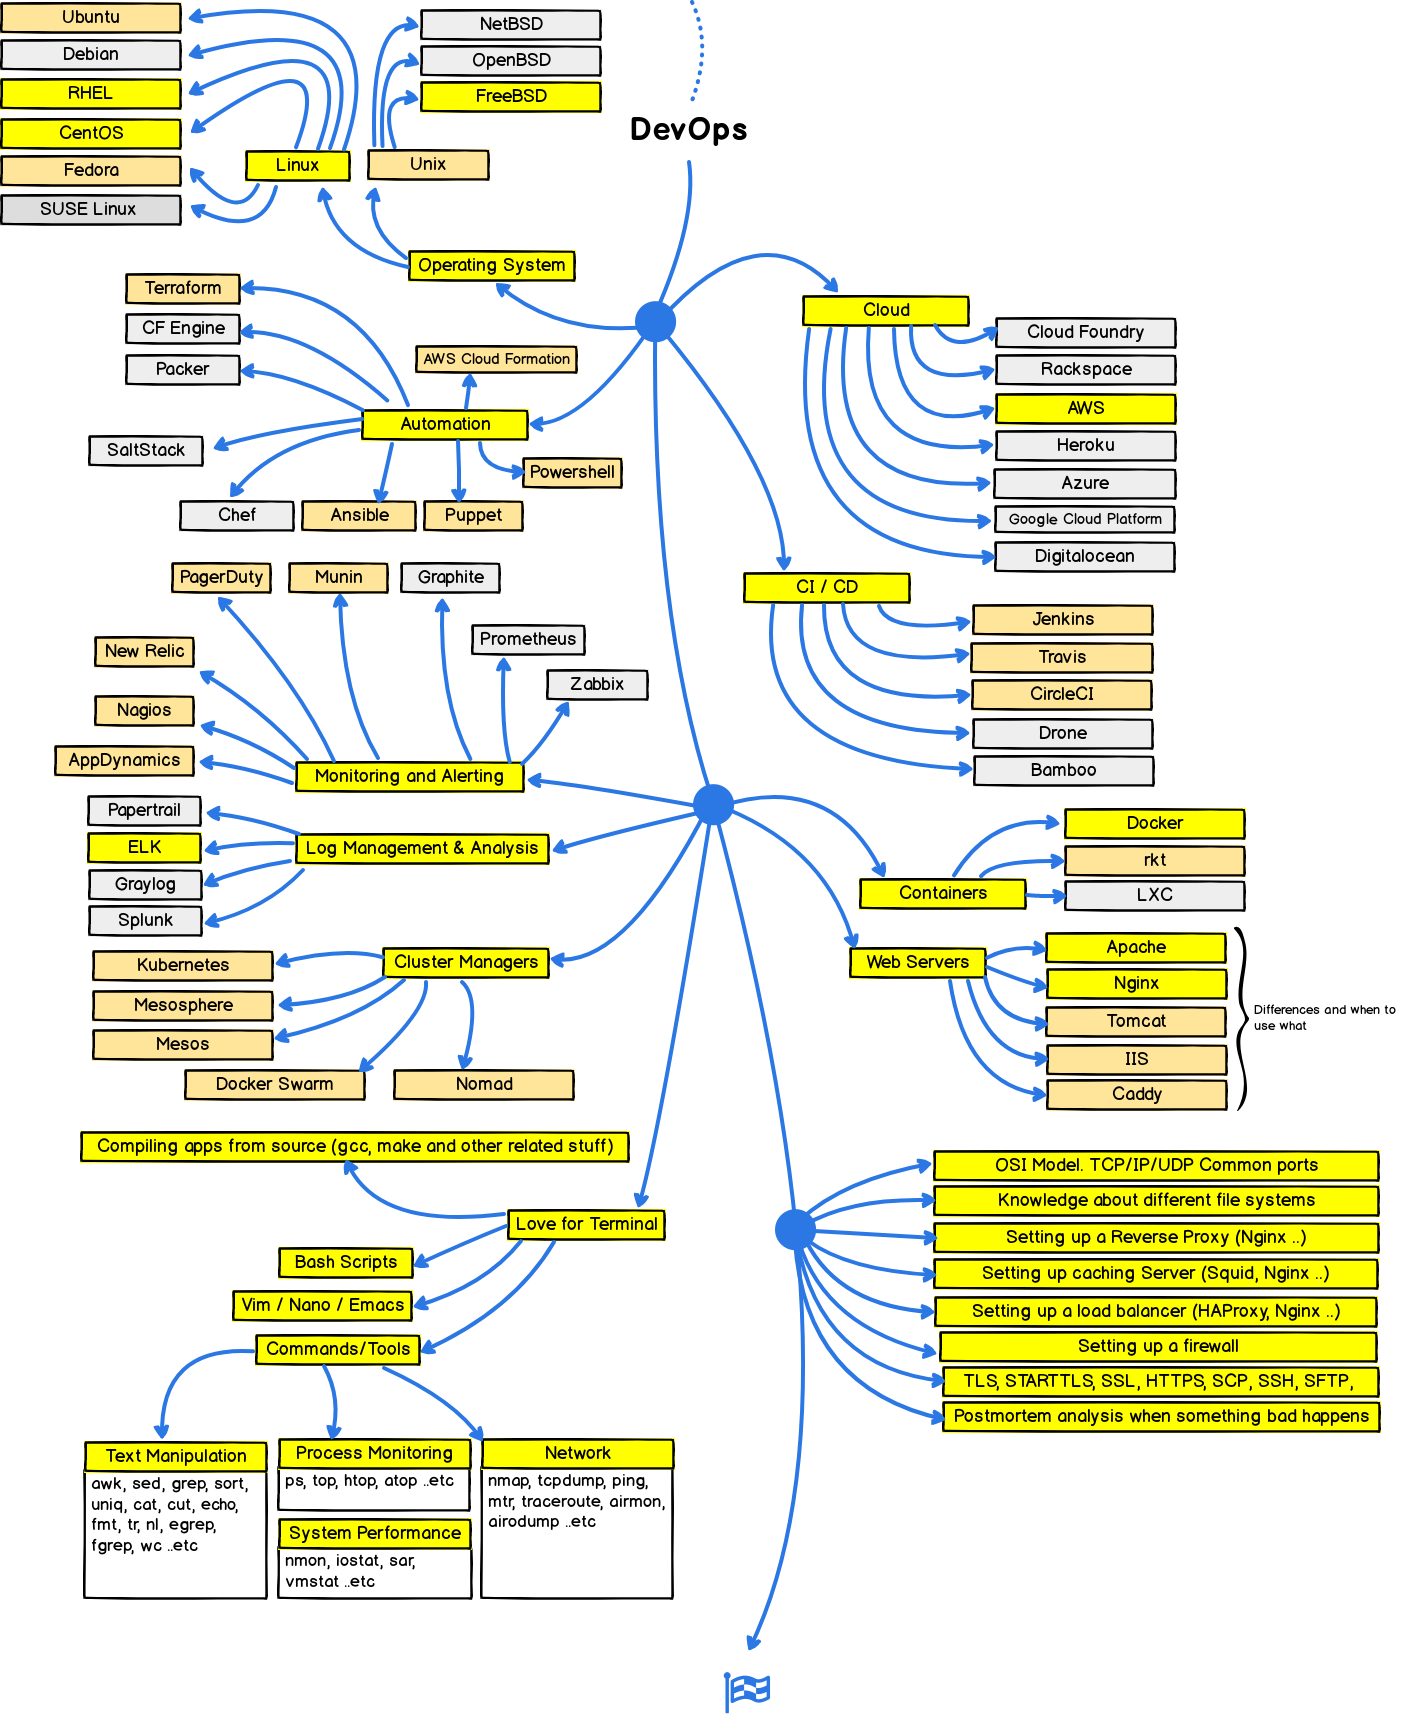 DevOps
Ubuntu
Debian
RHEL
CentOS
Fedora
SUSE Linux
NetBSD
OpenBSD
FreeBSD
Linux
Unix
Operating System
Terraform
CF Engine
Packer
AWS Cloud Formation
Automation
SaltStack
Powershell
Chef
Ansible
Puppet
Cloud
Cloud Foundry
Rackspace
AWS
Heroku
Azure
Google Cloud Platform
Digitalocean
CI / CD
Jenkins
Travis
CircleCI
Drone
Bamboo
PagerDuty
Munin
Graphite
Prometheus
Zabbix
New Relic
Nagios
AppDynamics
Monitoring and Alerting
Papertrail
ELK
Graylog
Splunk
Log Management & Analysis
Containers
Docker
rkt
LXC
Cluster Managers
Kubernetes
Mesosphere
Mesos
Docker Swarm
Nomad
Web Servers
Apache
Nginx
Tomcat
IIS
Caddy
Differences and when to
use what
Compiling apps from source (gcc, make and other related stuff)
Love for Terminal
Bash Scripts
Vim / Nano / Emacs
Commands/Tools
OSI Model. TCP/IP/UDP Common ports
Knowledge about different file systems
Setting up a Reverse Proxy (Nginx ..)
Setting up caching Server (Squid, Nginx ..)
Setting up a load balancer (HAProxy, Nginx ..)
Setting up a firewall
TLS, STARTTLS, SSL, HTTPS, SCP, SSH, SFTP,
Postmortem analysis when something bad happens
Text Manipulation
awk, sed, grep, sort,
uniq, cat, cut, echo,
fmt, tr, nl, egrep,
fgrep, wc ..etc
Process Monitoring
ps, top, htop, atop ..etc
System Performance
nmon, iostat, sar,
vmstat ..etc
Network
nmap, tcpdump, ping,
mtr, traceroute, airmon,
airodump ..etc